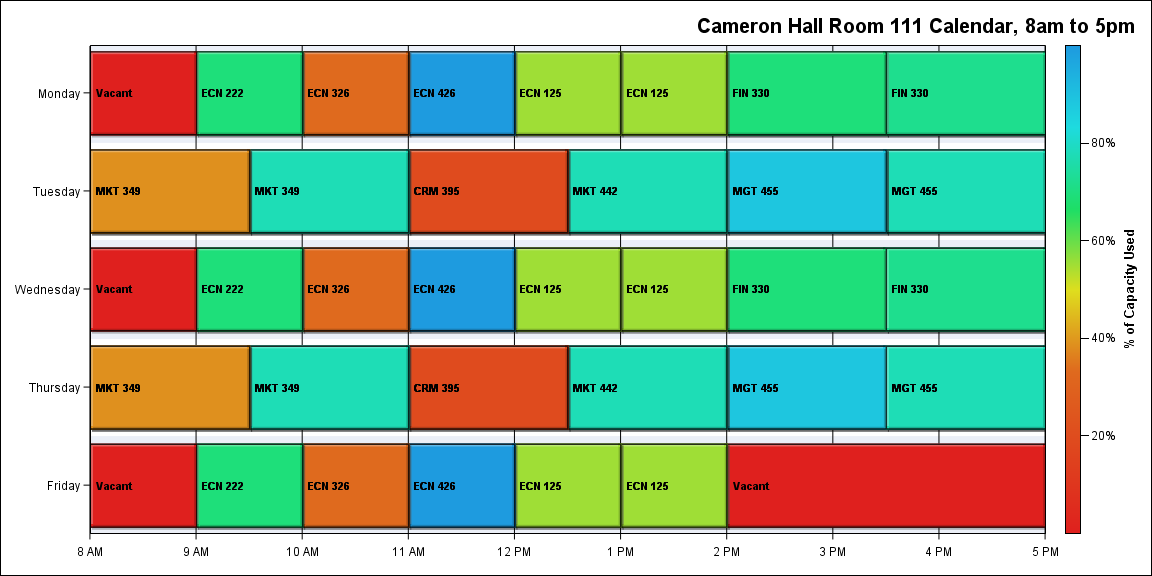 Cameron Hall Room 111 Calendar, 8am to 5pm
Monday Vacant ECN 222 ECN 326 ECN 426 ECN 125 ECN 125 FIN 330 FIN 330
Tuesday MKT 349 MKT 349 CRM 395 MKT 442 MGT 455 MGT 455
Wednesday Vacant ECN 222 ECN 326 ECN 426 ECN 125 ECN 125 FIN 330 FIN 330
Thursday MKT 349 MKT 349 CRM 395 MKT 442 MGT 455 MGT 455
Friday Vacant ECN 222 ECN 326 ECN 426 ECN 125 ECN 125 Vacant
8 AM 9 AM 10 AM 11 AM 12 PM 1 PM 2 PM 3 PM 4 PM 5 PM
80%
60%
40%
20%
% of Capacity Used